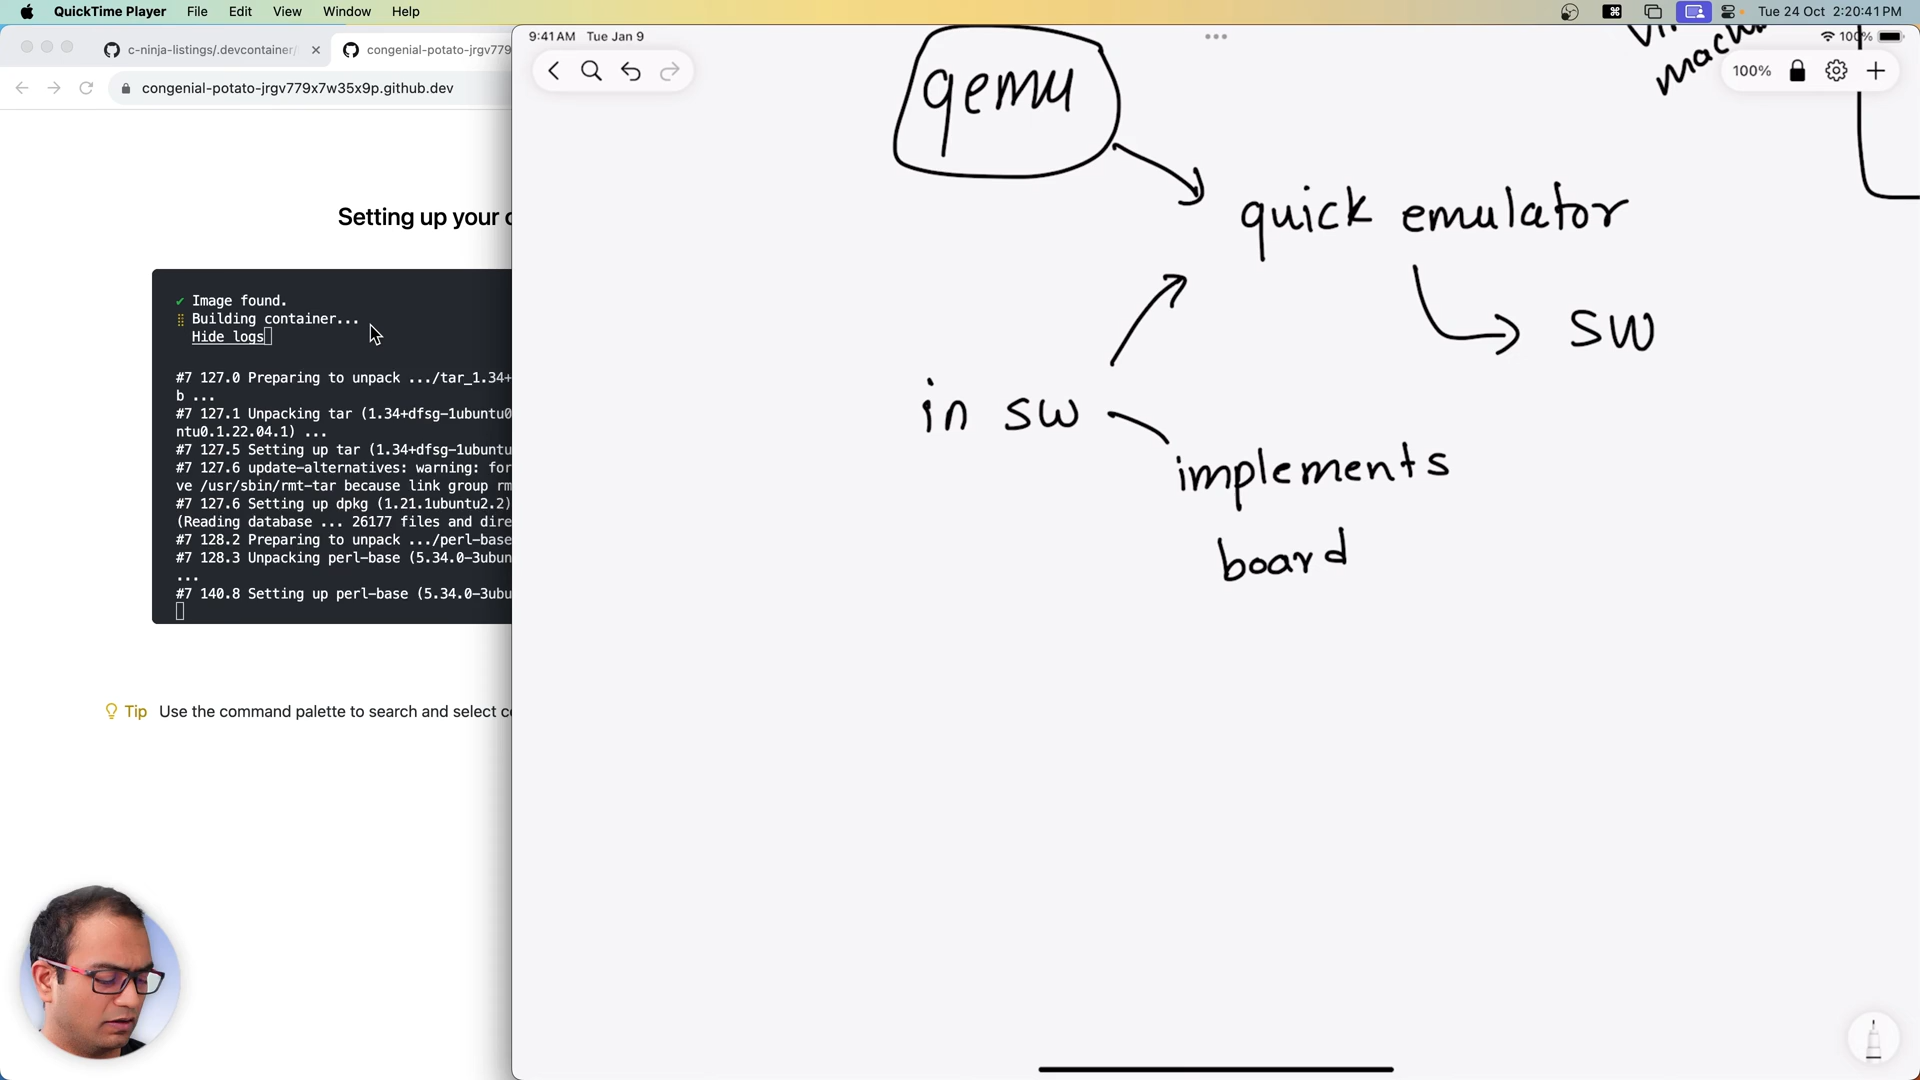 QuickTime Player File Edit View Window Help
Tue 24 Oct 2:20:41 PM
c-ninja-listings/.devcontainer/
congenial-potato-jrgv779
congenial-potato-jrgv779x7w35x9p.github.dev
Setting up your c
✓ Image found.
Building container...
Hide logs
#7 127.0 Preparing to unpack .../tar_1.34+
b ...
#7 127.1 Unpacking tar (1.34+dfsg-1ubuntu0
ntu0.1.22.04.1) ...
#7 127.5 Setting up tar (1.34+dfsg-1ubuntu
#7 127.6 update-alternatives: warning: for
ve /usr/sbin/rmt-tar because link group rm
#7 127.6 Setting up dpkg (1.21.1ubuntu2.2)
(Reading database ... 26177 files and dire
#7 128.2 Preparing to unpack .../perl-base
#7 128.3 Unpacking perl-base (5.34.0-3ubun
...
#7 140.8 Setting up perl-base (5.34.0-3ubu
Tip Use the command palette to search and select c
9:41 AM Tue Jan 9
100%
100%
qemu
quick emulator
SW
in SW
implements
board